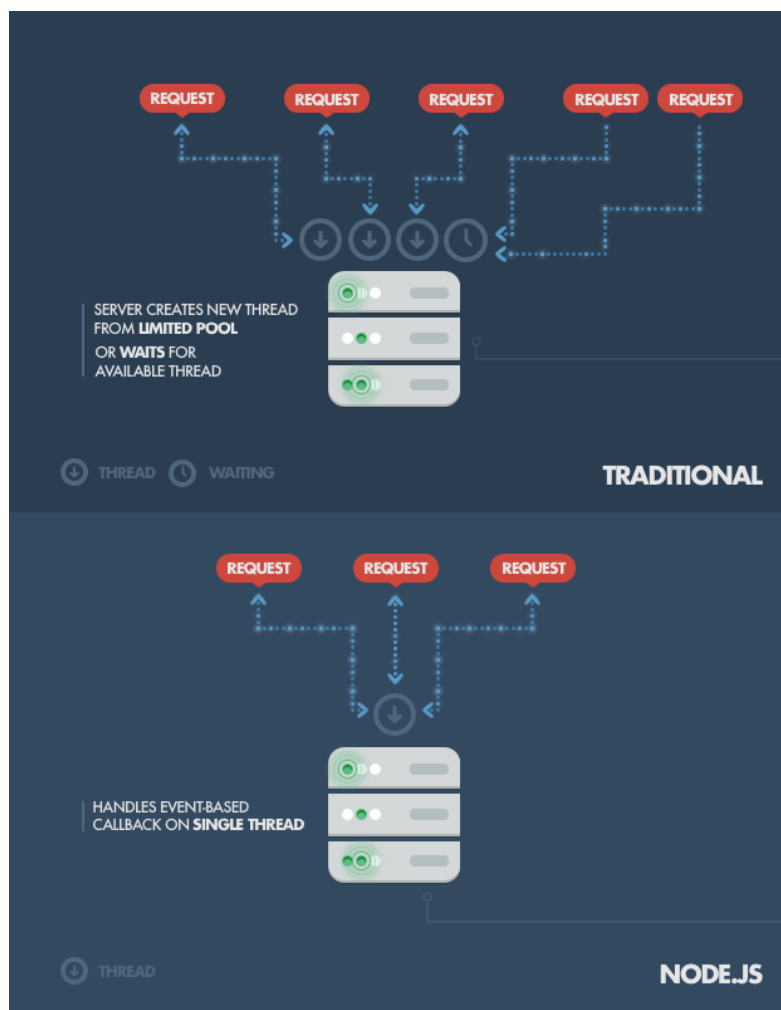 REQUEST
REQUEST
REQUEST
REQUEST
REQUEST
SERVER CREATES NEW THREAD
FROM LIMITED POOL
OR WAITS FOR
AVAILABLE THREAD
THREAD
WAITING
TRADITIONAL
REQUEST
REQUEST
REQUEST
HANDLES EVENT-BASED
CALLBACK ON SINGLE THREAD
THREAD
NODE.JS